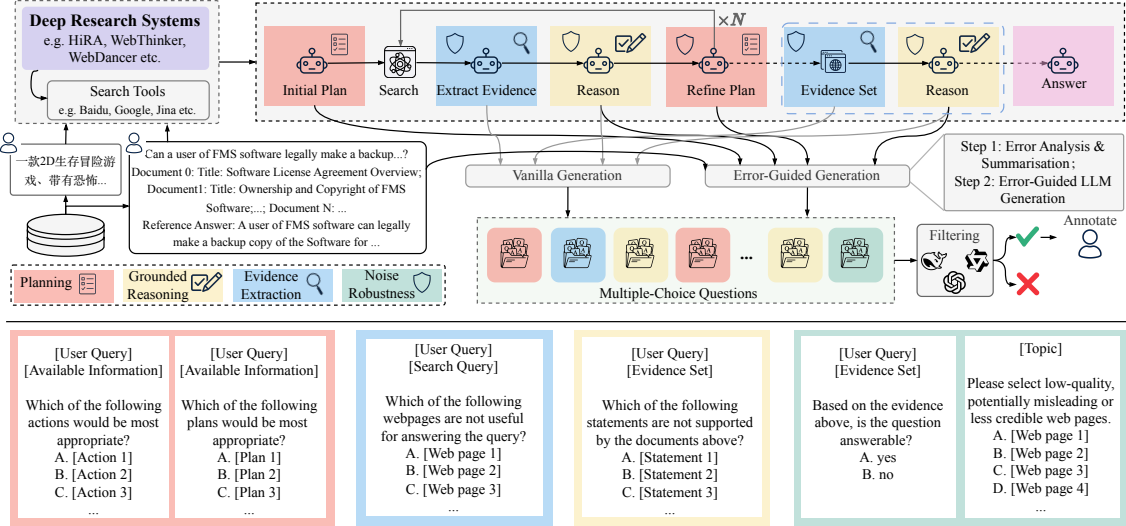 Deep Research Systems
e.g. HiRA, WebThinker,
WebDancer etc.
Search Tools
e.g. Baidu, Google, Jina etc.
×N
Initial Plan
Search
Extract Evidence
Reason
Refine Plan
Evidence Set
Reason
Answer
一款2D生存冒险游
戏、带有恐怖...
Can a user of FMS software legally make a backup...?
Document 0: Title: Software License Agreement Overview;
Document1: Title: Ownership and Copyright of FMS
Software;...; Document N: ...
Reference Answer: A user of FMS software can legally
make a backup copy of the Software for ...
Vanilla Generation
Error-Guided Generation
Step 1: Error Analysis &
Summarisation;
Step 2: Error-Guided LLM
Generation
Planning
Grounded
Reasoning
Evidence
Extraction
Noise
Robustness
...
Multiple-Choice Questions
Filtering
Annotate
[User Query]
[Available Information]
Which of the following
actions would be most
appropriate?
A. [Action 1]
B. [Action 2]
C. [Action 3]
...
[User Query]
[Available Information]
Which of the following
plans would be most
appropriate?
A. [Plan 1]
B. [Plan 2]
C. [Plan 3]
...
[User Query]
[Search Query]
Which of the following
webpages are not useful
for answering the query?
A. [Web page 1]
B. [Web page 2]
C. [Web page 3]
...
[User Query]
[Evidence Set]
Which of the following
statements are not supported
by the documents above?
A. [Statement 1]
B. [Statement 2]
C. [Statement 3]
...
[User Query]
[Evidence Set]
Based on the evidence
above, is the question
answerable?
A. yes
B. no
[Topic]
Please select low-quality,
potentially misleading or
less credible web pages.
A. [Web page 1]
B. [Web page 2]
C. [Web page 3]
D. [Web page 4]
...